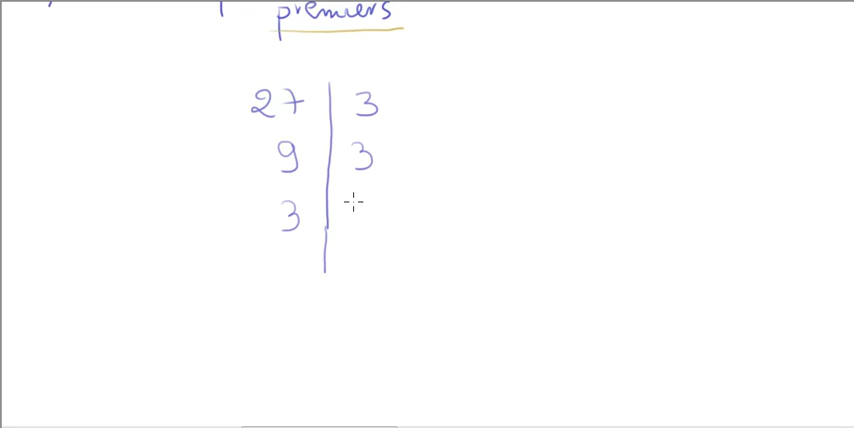 premiers
27 | 3
9 | 3
3 |